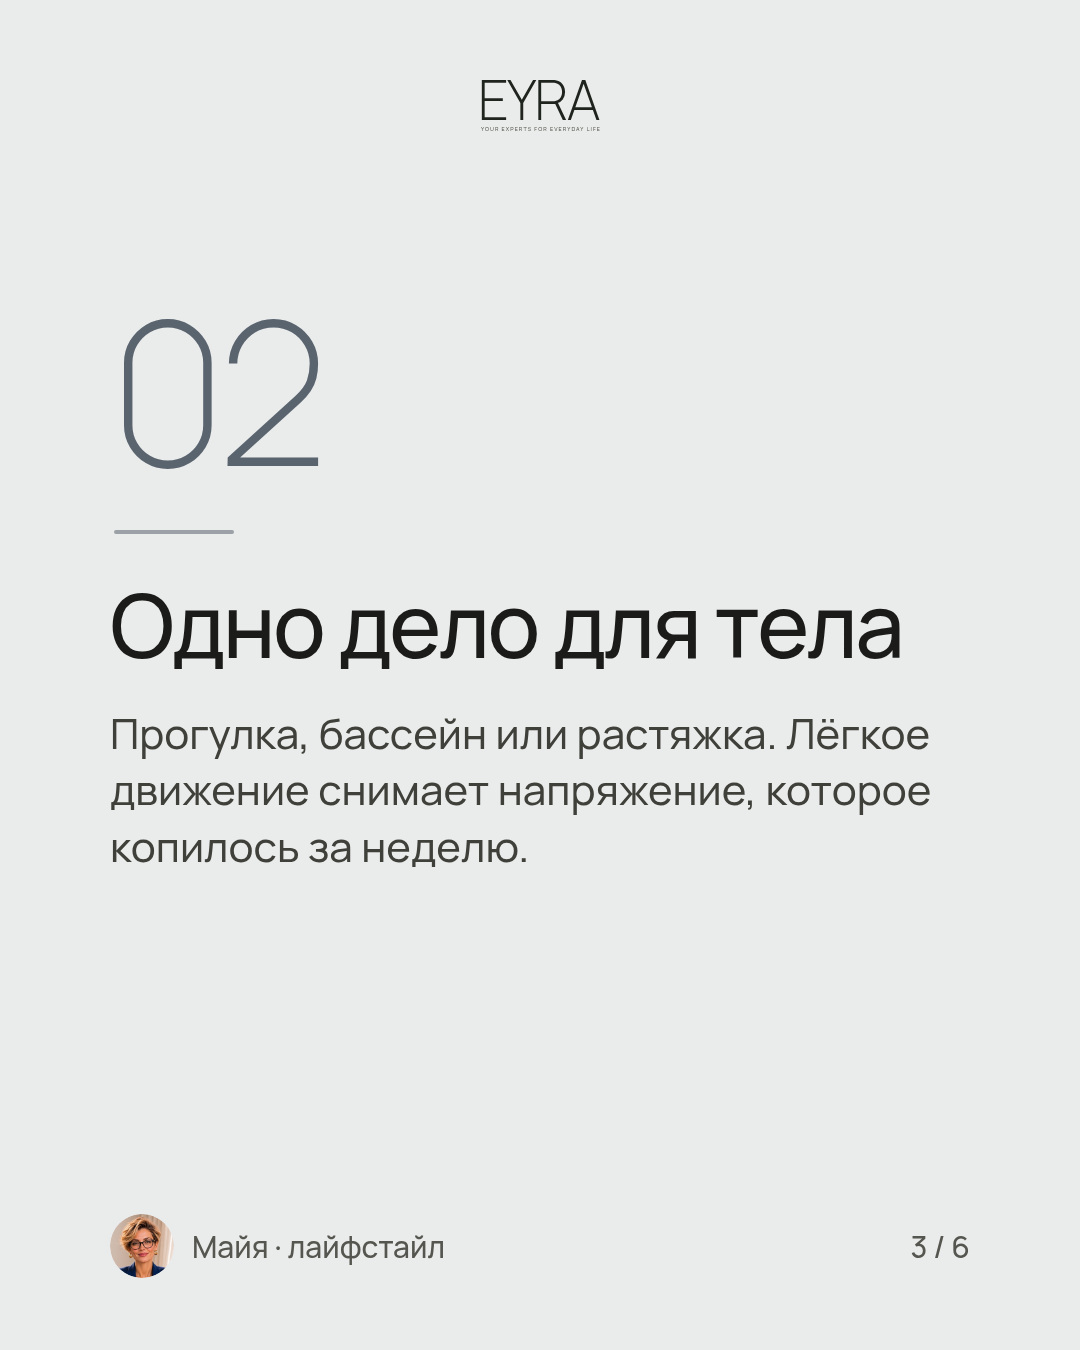 EYRA
YOUR EXPERTS FOR EVERYDAY LIFE
02
Одно дело для тела
Прогулка, бассейн или растяжка. Лёгкое
движение снимает напряжение, которое
копилось за неделю.
Майя · лайфстайл
3 / 6